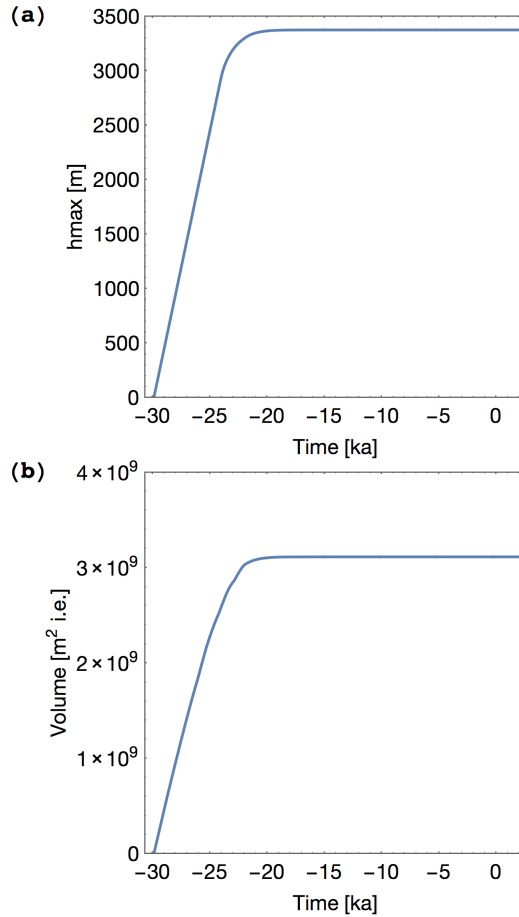 (a)
3500
3000
2500
2000
1500
1000
500
0
hmax [m]
−30 −25 −20 −15 −10 −5 0
Time [ka]
(b)
4 × 10⁹
3 × 10⁹
2 × 10⁹
1 × 10⁹
0
Volume [m² i.e.]
−30 −25 −20 −15 −10 −5 0
Time [ka]